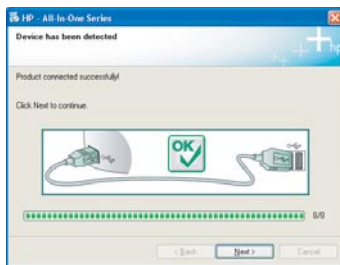 HP - All-In-One Series
Device has been detected
hp
Product connected successfully!
Click Next to continue.
OK
8/8
< Back
Next >
Cancel